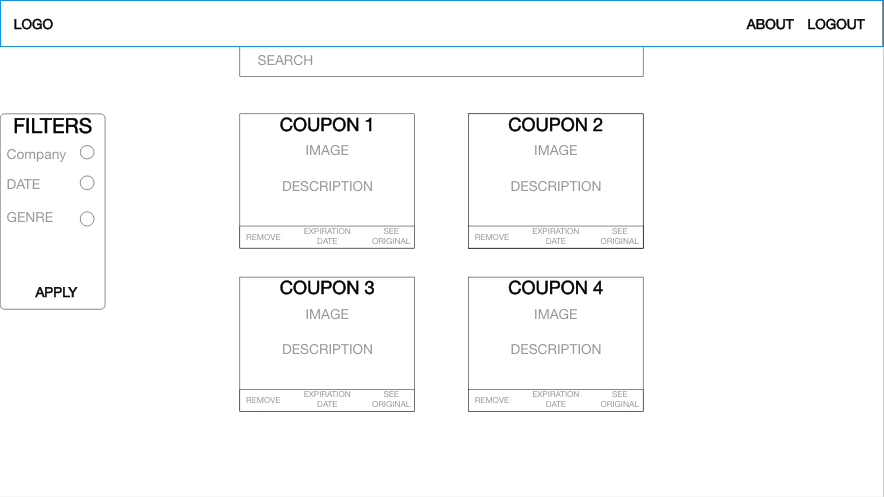 LOGO
ABOUT LOGOUT
SEARCH
FILTERS
Company
DATE
GENRE
APPLY
COUPON 1
IMAGE
DESCRIPTION
REMOVE
EXPIRATION
DATE
SEE
ORIGINAL
COUPON 2
IMAGE
DESCRIPTION
REMOVE
EXPIRATION
DATE
SEE
ORIGINAL
COUPON 3
IMAGE
DESCRIPTION
REMOVE
EXPIRATION
DATE
SEE
ORIGINAL
COUPON 4
IMAGE
DESCRIPTION
REMOVE
EXPIRATION
DATE
SEE
ORIGINAL